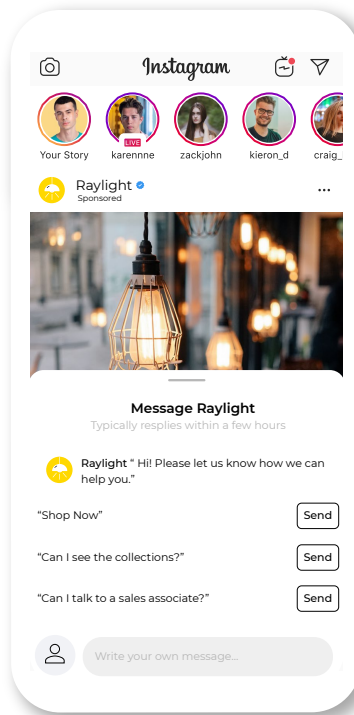 Instagram
LIVE
Your Story karennne zackjohn kieron_d craig_
Raylight
Sponsored
Message Raylight
Typically resplies within a few hours
Raylight “ Hi! Please let us know how we can
help you.”
“Shop Now” Send
“Can I see the collections?” Send
“Can I talk to a sales associate?” Send
Write your own message...